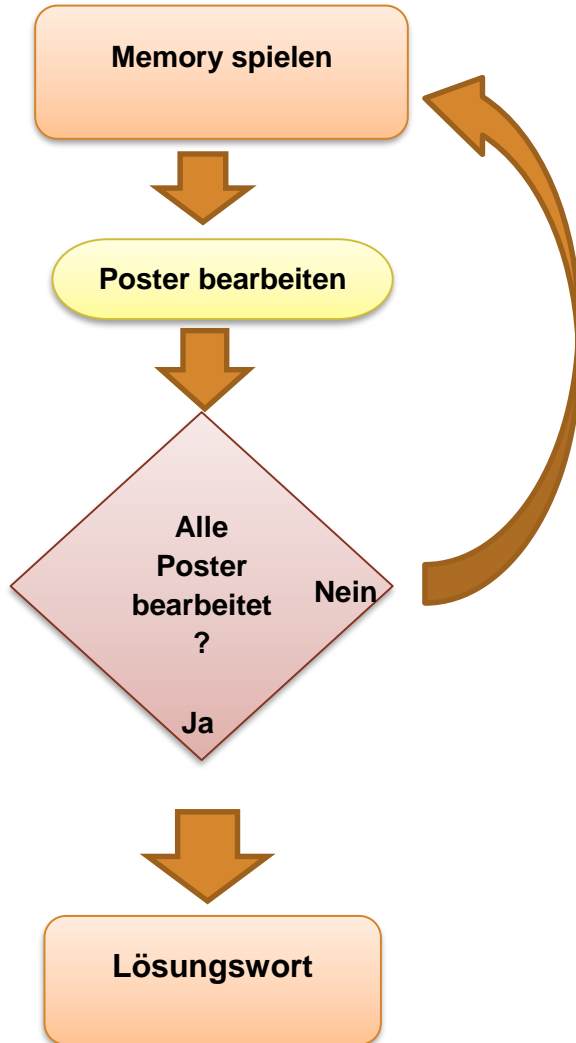 Memory spielen
Poster bearbeiten
Alle
Poster
bearbeitet
?
Nein
Ja
Lösungswort